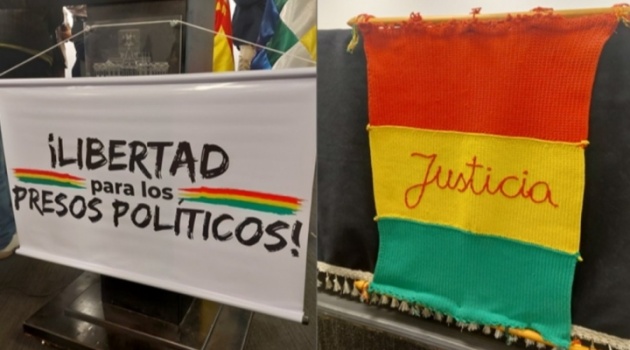 ¡LIBERTAD
para los
PRESOS POLÍTICOS!
Justicia